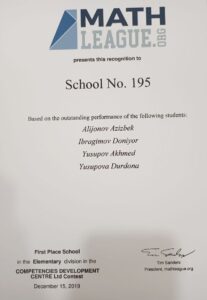 MATH
LEAGUE.ORG
presents this recognition to
School No. 195
Based on the outstanding performance of the following students:
Alijonov Azizbek
Ibragimov Doniyor
Yusupov Akhmed
Yusupova Durdona
First Place School
in the Elementary division in the
COMPETENCIES DEVELOPMENT
CENTRE Ltd Contest
December 15, 2019
Tim Sanders
President, mathleague.org